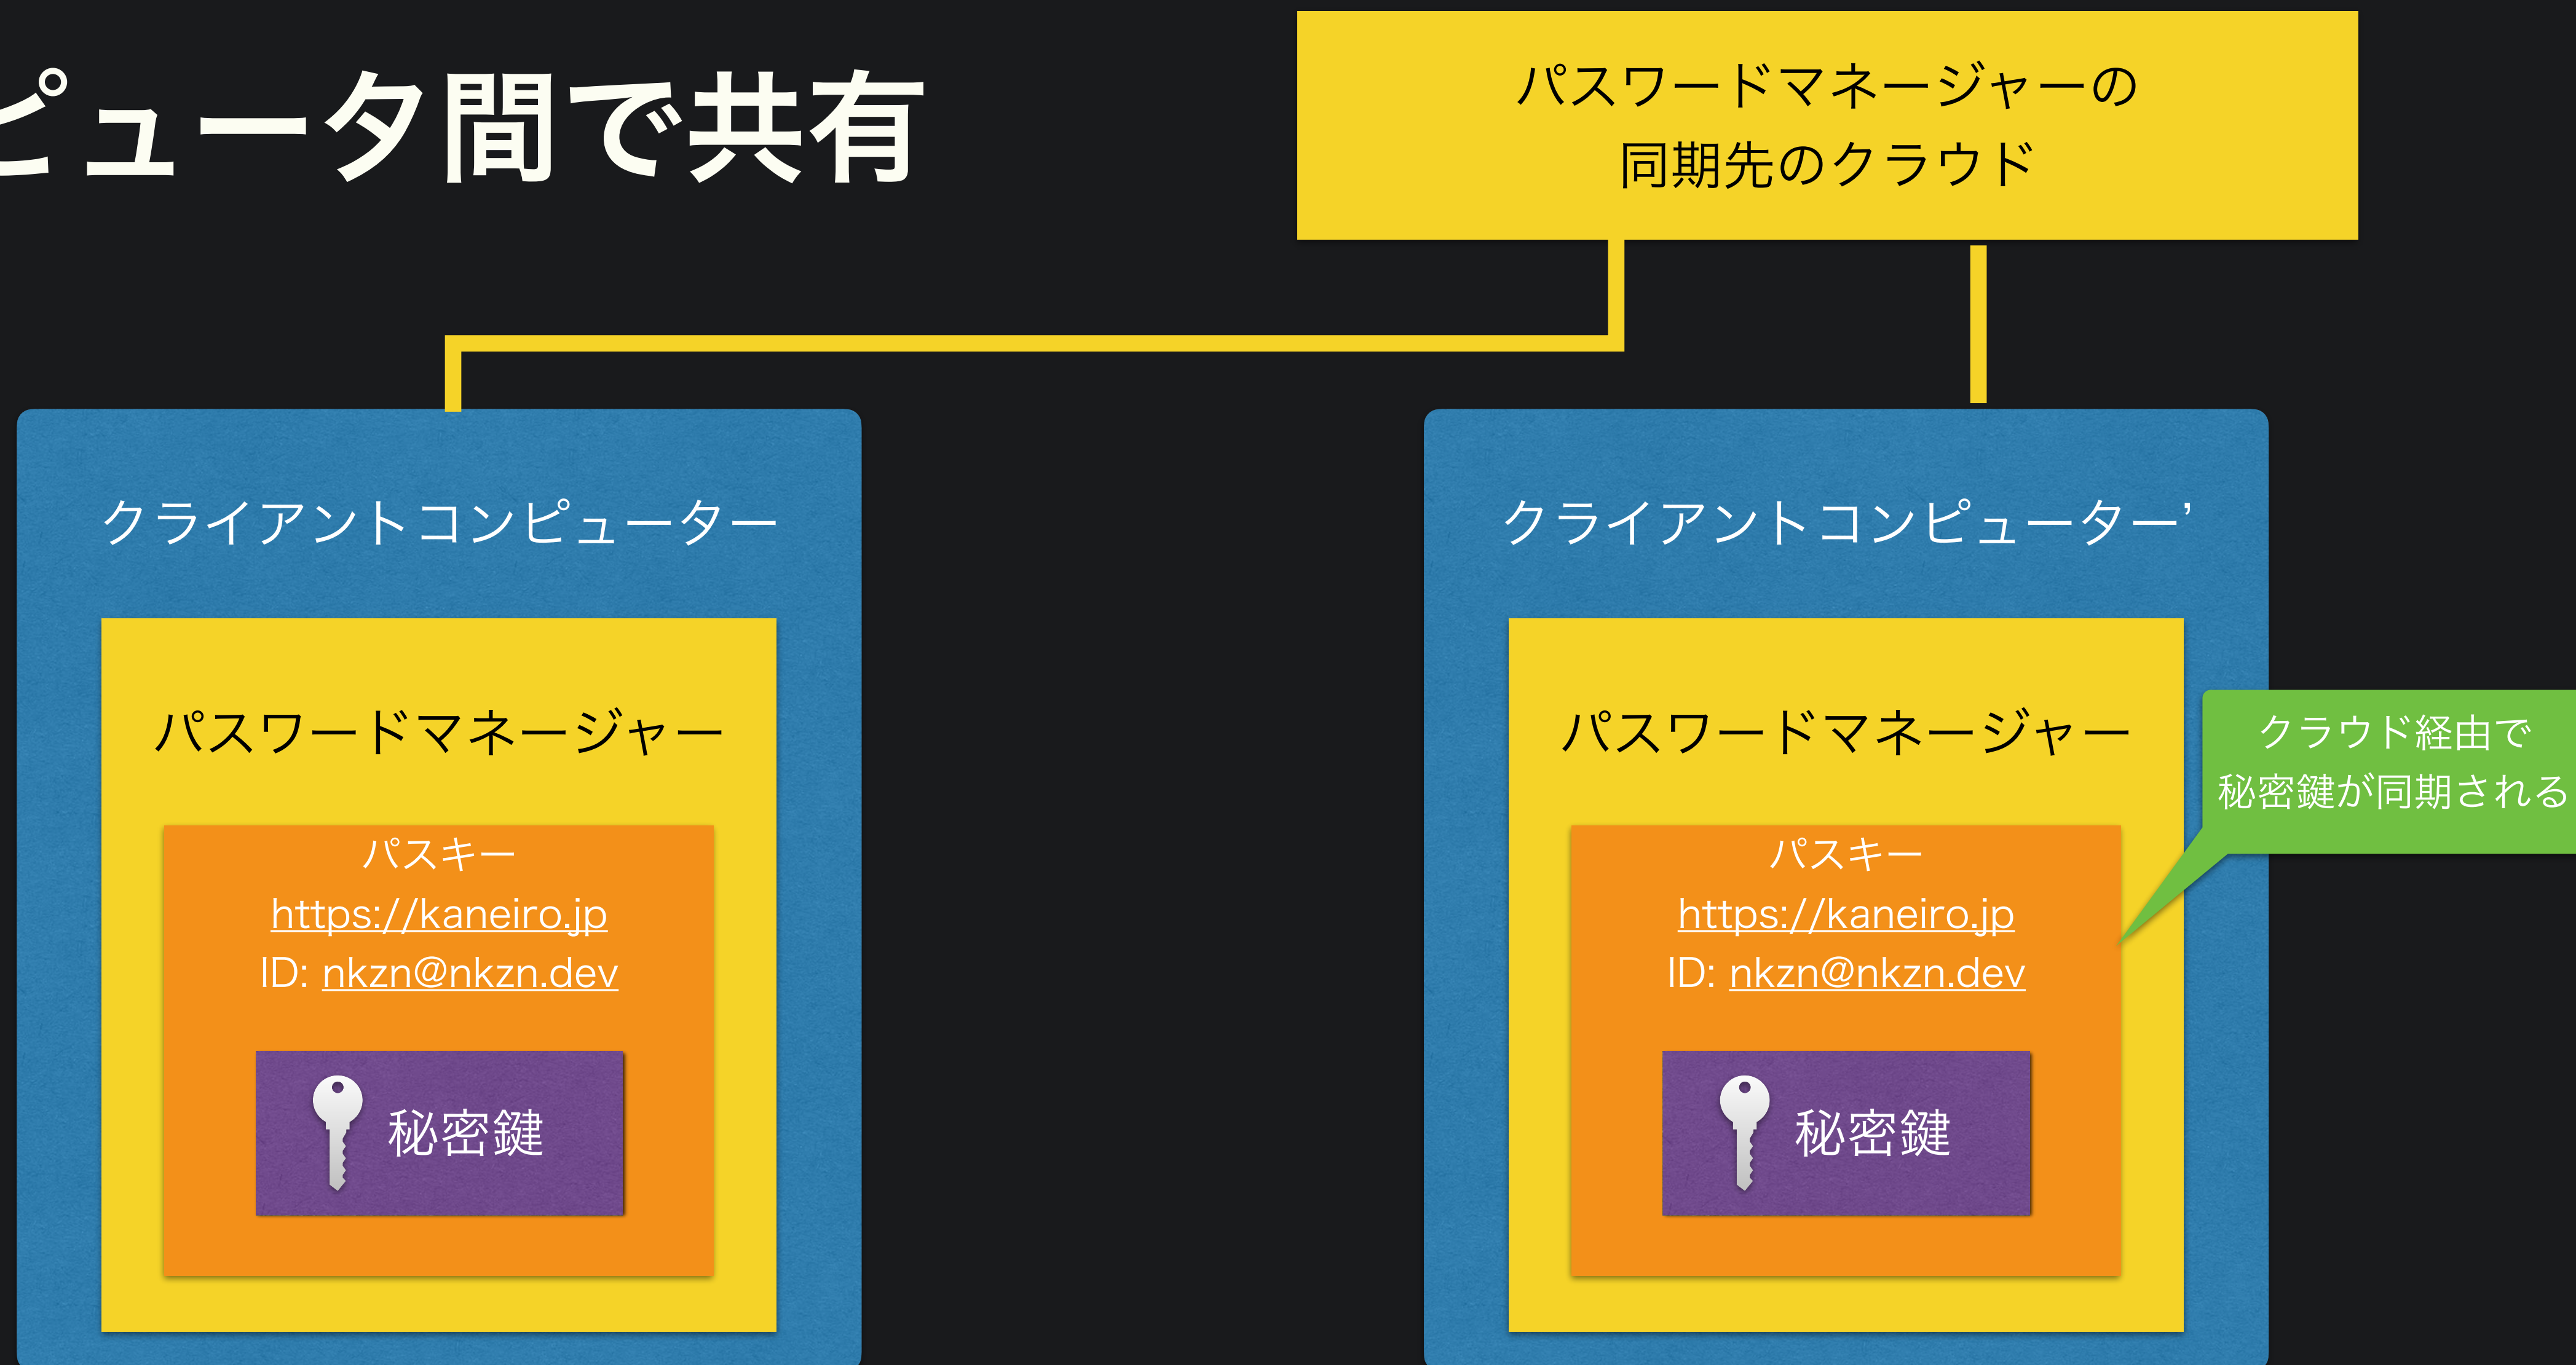 ピュータ間で共有
パスワードマネージャーの
同期先のクラウド
クライアントコンピューター
パスワードマネージャー
パスキー
https://kaneiro.jp
ID: nkzn@nkzn.dev
秘密鍵
クライアントコンピューター’
パスワードマネージャー
パスキー
https://kaneiro.jp
ID: nkzn@nkzn.dev
秘密鍵
クラウド経由で
秘密鍵が同期される